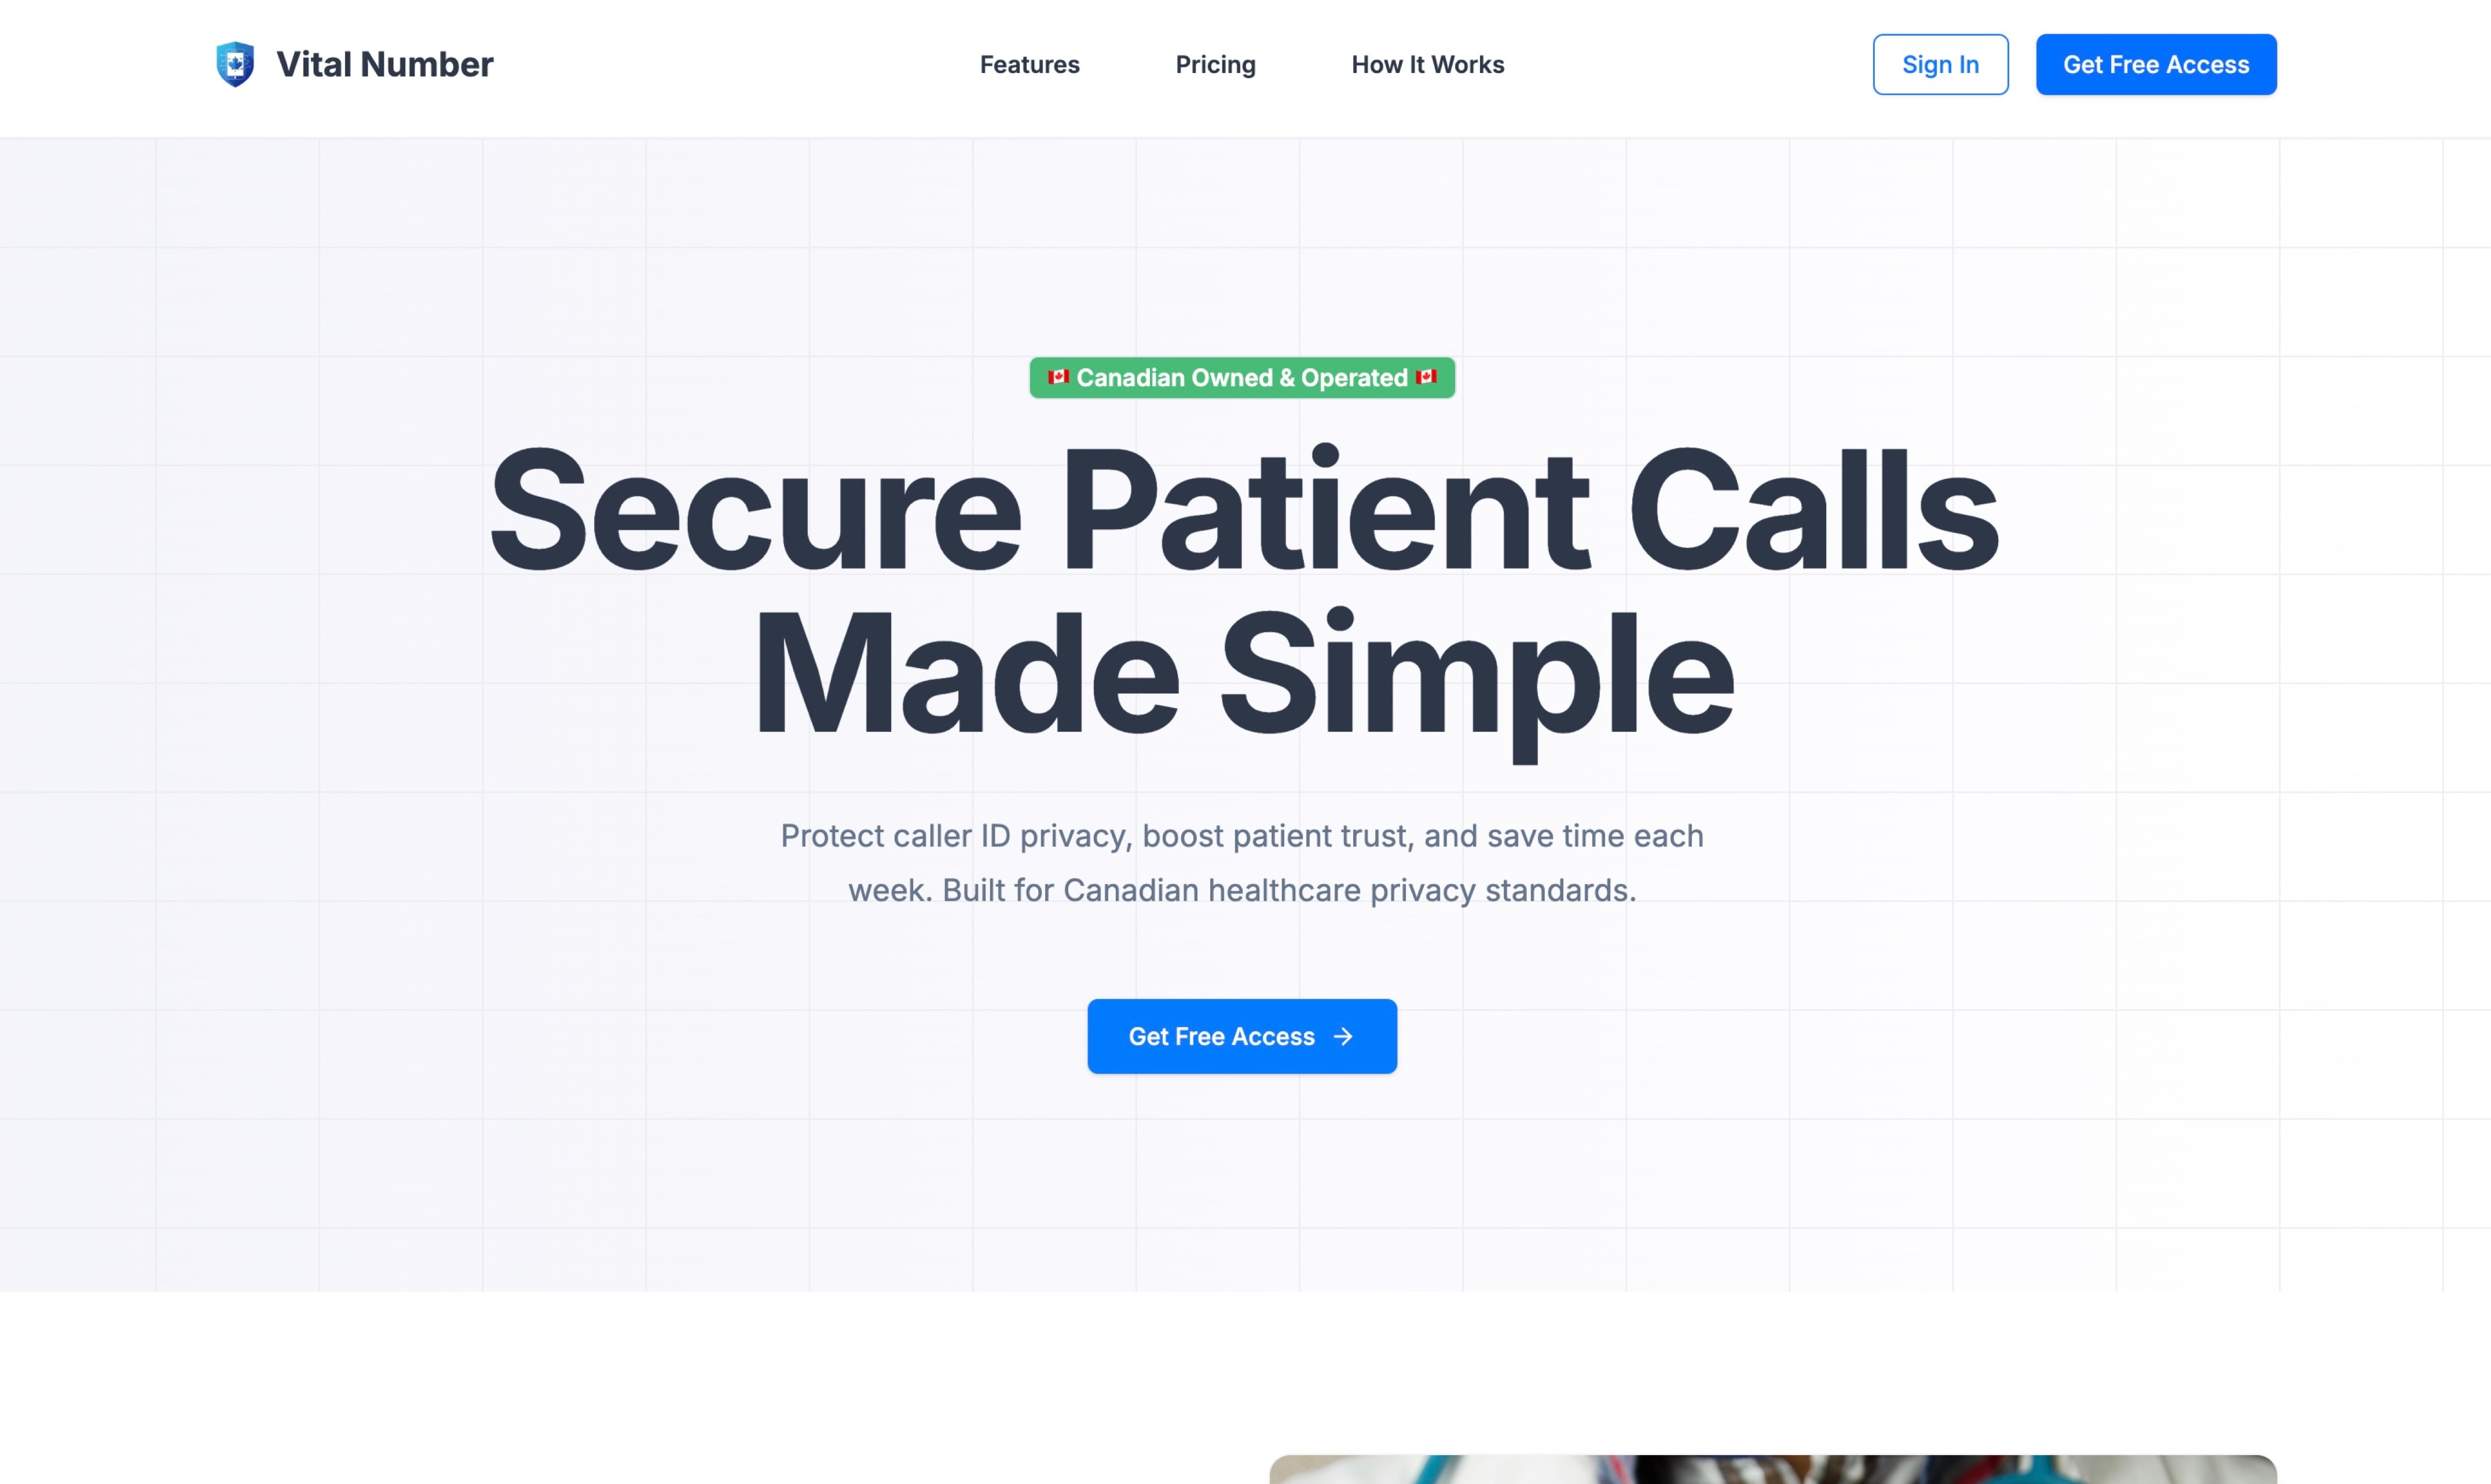 Vital Number
Features
Pricing
How It Works
Sign In
Get Free Access
🇨🇦 Canadian Owned & Operated 🇨🇦
Secure Patient Calls
Made Simple
Protect caller ID privacy, boost patient trust, and save time each
week. Built for Canadian healthcare privacy standards.
Get Free Access →